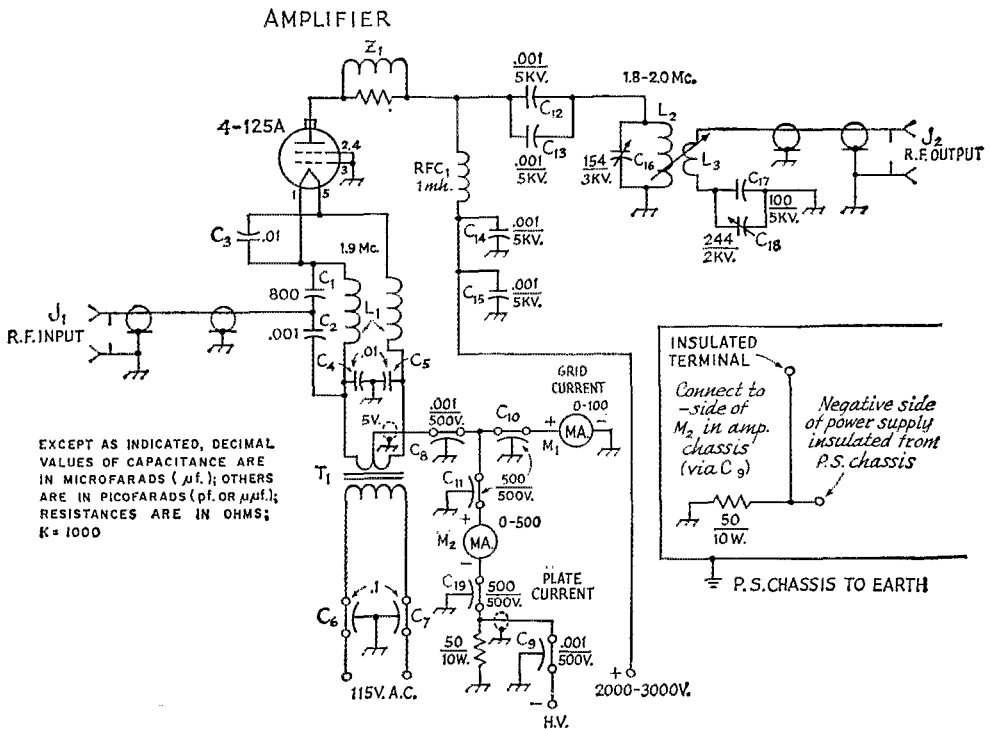 AMPLIFIER
Z1
4-125A
2,4
3
1
5
C3
.01
1.9 Mc.
C1
800
C2
.001
L1
J1
R.F. INPUT
C4
.01
C5
5V.
T1
C6
.1
C7
115V. A.C.
.001
5KV.
C12
C13
.001
5KV.
RFC1
1mh.
C14
.001
5KV.
C15
.001
5KV.
1.8-2.0 Mc.
L2
154
3KV.
C16
L3
C17
100
5KV.
244
2KV.
C18
J2
R.F. OUTPUT
GRID
CURRENT
0-100
.001
500V.
C8
C10
+
MA.
-
M1
C11
500
500V.
+
0-500
M2
MA.
-
C19
500
500V.
PLATE
CURRENT
50
10W.
C9
.001
500V.
-
H.V.
+
2000-3000V.
INSULATED
TERMINAL
Connect to
-side of
M2 in amp.
chassis
(via C9)
Negative side
of power supply
insulated from
P.S. chassis
50
10W.
P.S. CHASSIS TO EARTH
EXCEPT AS INDICATED, DECIMAL
VALUES OF CAPACITANCE ARE
IN MICROFARADS (µf.); OTHERS
ARE IN PICOFARADS (pf. OR µµf.);
RESISTANCES ARE IN OHMS;
K = 1000